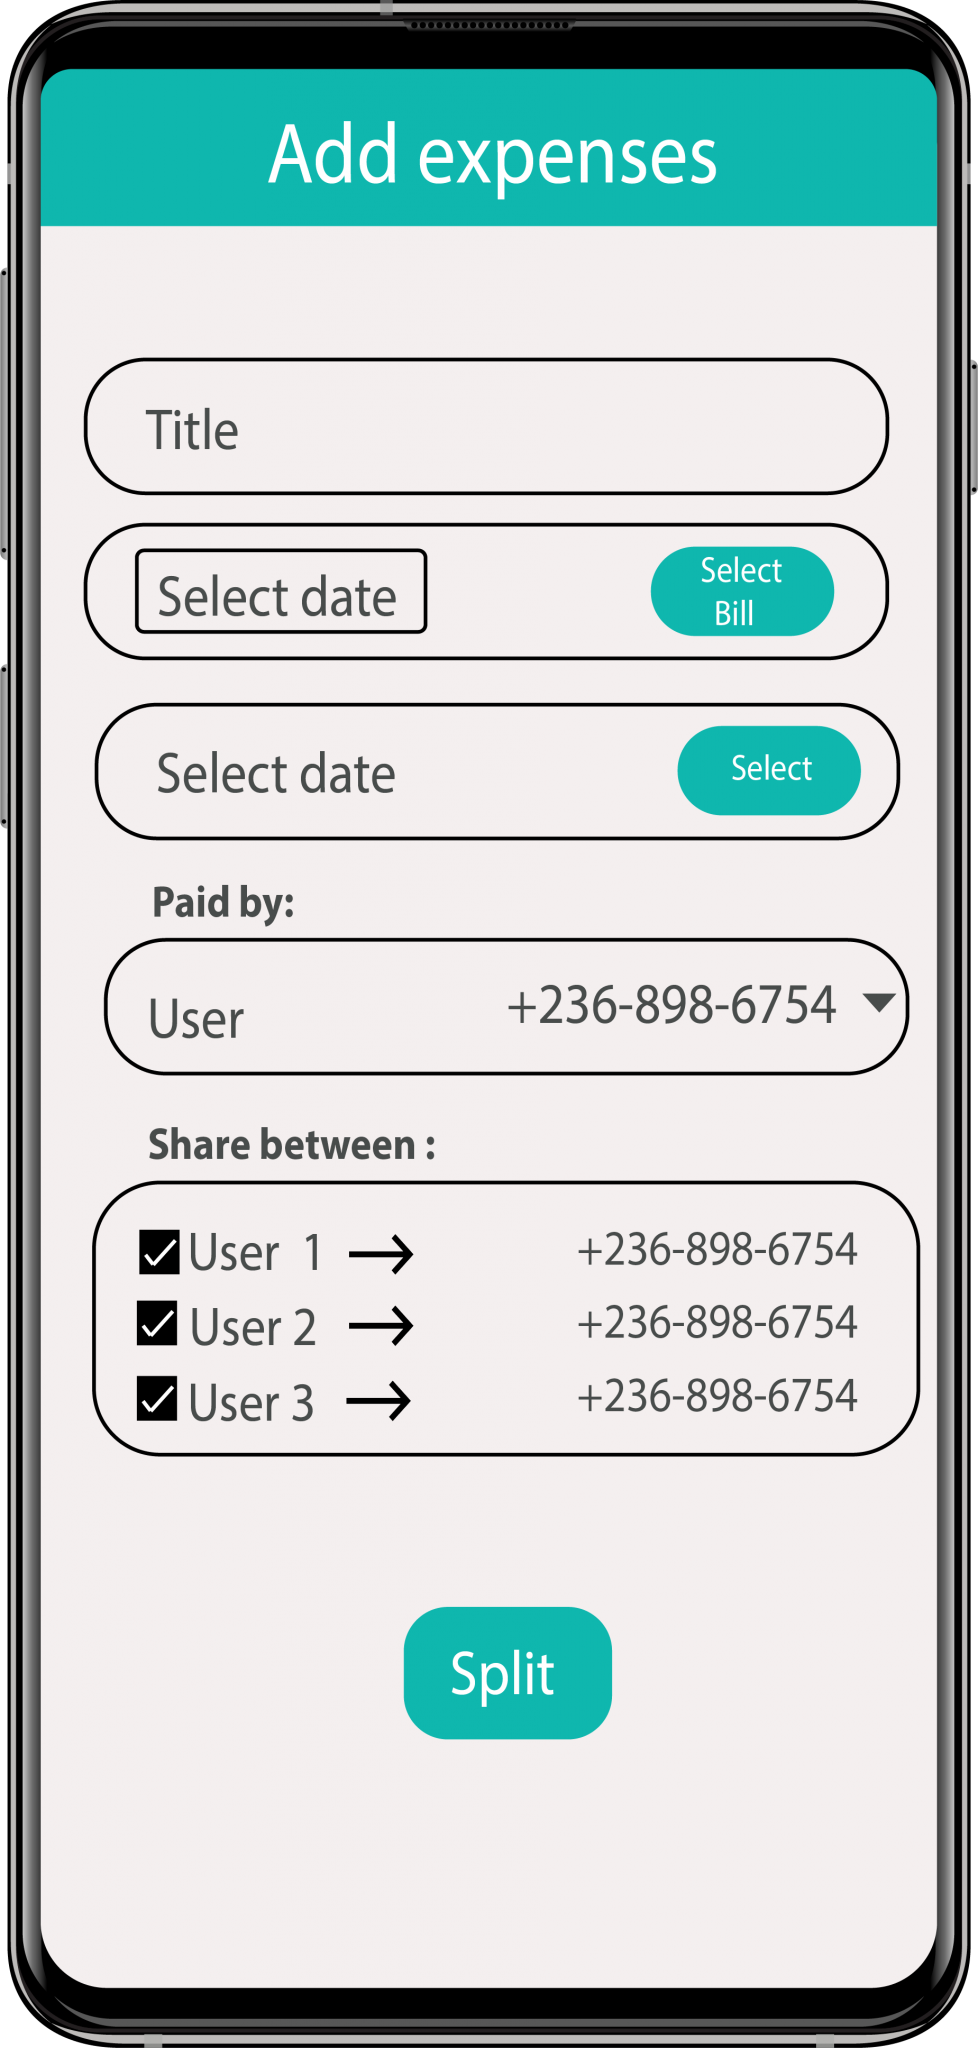 Add expenses
Title
Select date
Select
Bill
Select date Select
Paid by:
User +236-898-6754
Share between :
User 1 → +236-898-6754
User 2 → +236-898-6754
User 3 → +236-898-6754
Split